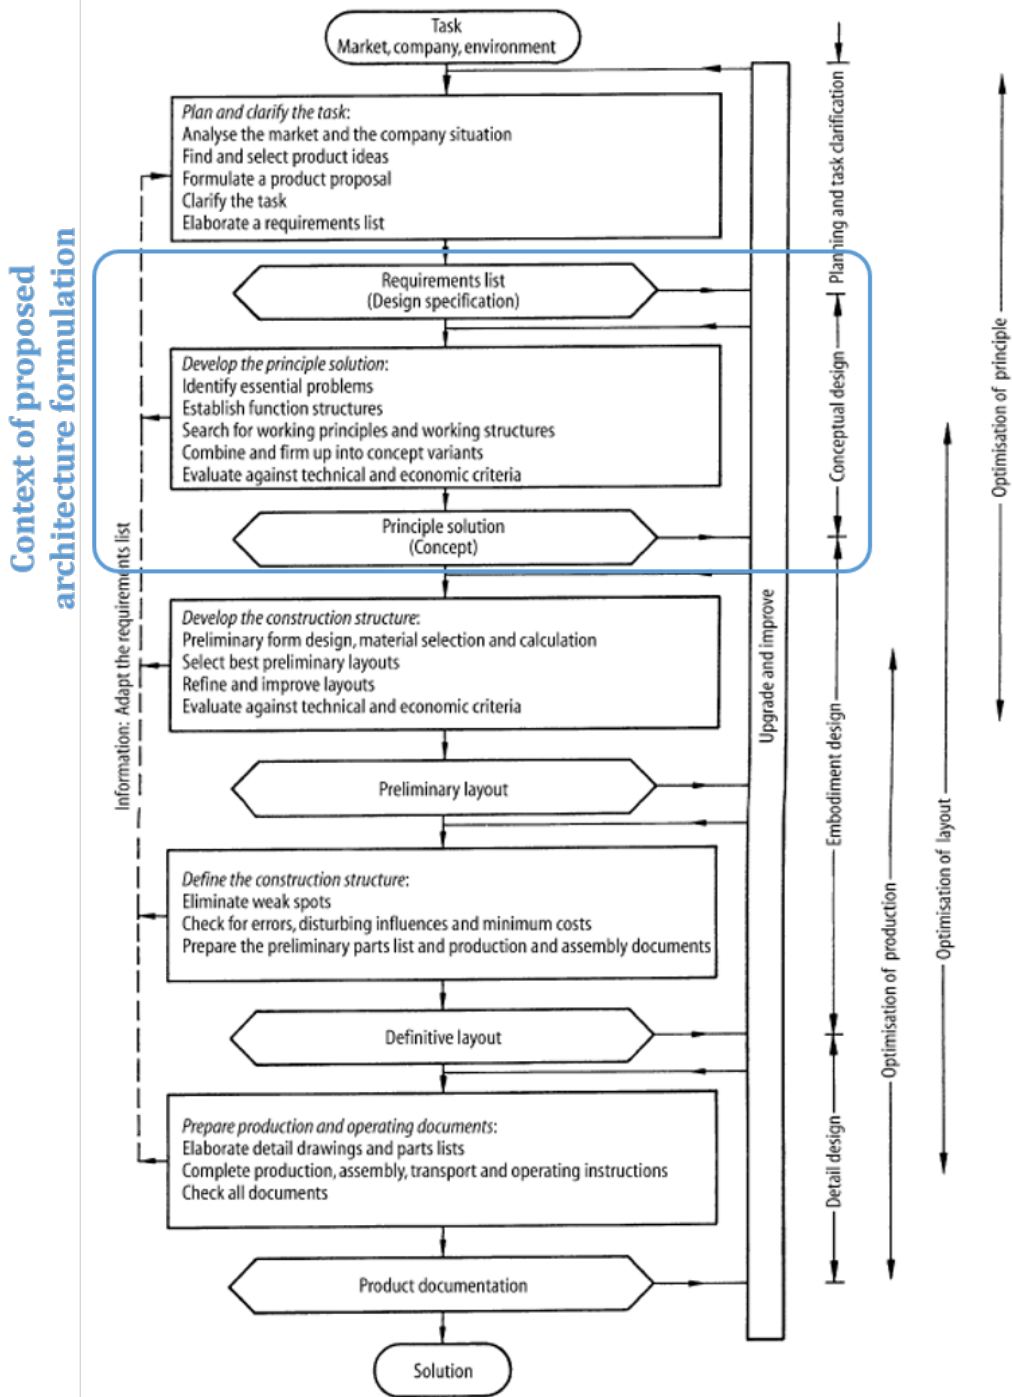 Task
Market, company, environment
Plan and clarify the task:
Analyse the market and the company situation
Find and select product ideas
Formulate a product proposal
Clarify the task
Elaborate a requirements list
Requirements list
(Design specification)
Develop the principle solution:
Identify essential problems
Establish function structures
Search for working principles and working structures
Combine and firm up into concept variants
Evaluate against technical and economic criteria
Principle solution
(Concept)
Develop the construction structure:
Preliminary form design, material selection and calculation
Select best preliminary layouts
Refine and improve layouts
Evaluate against technical and economic criteria
Preliminary layout
Define the construction structure:
Eliminate weak spots
Check for errors, disturbing influences and minimum costs
Prepare the preliminary parts list and production and assembly documents
Definitive layout
Prepare production and operating documents:
Elaborate detail drawings and parts lists
Complete production, assembly, transport and operating instructions
Check all documents
Product documentation
Solution
Context of proposed
architecture formulation
Information: Adapt the requirements list
Upgrade and improve
Planning and task clarification
Conceptual design
Embodiment design
Detail design
Optimisation of production
Optimisation of layout
Optimisation of principle